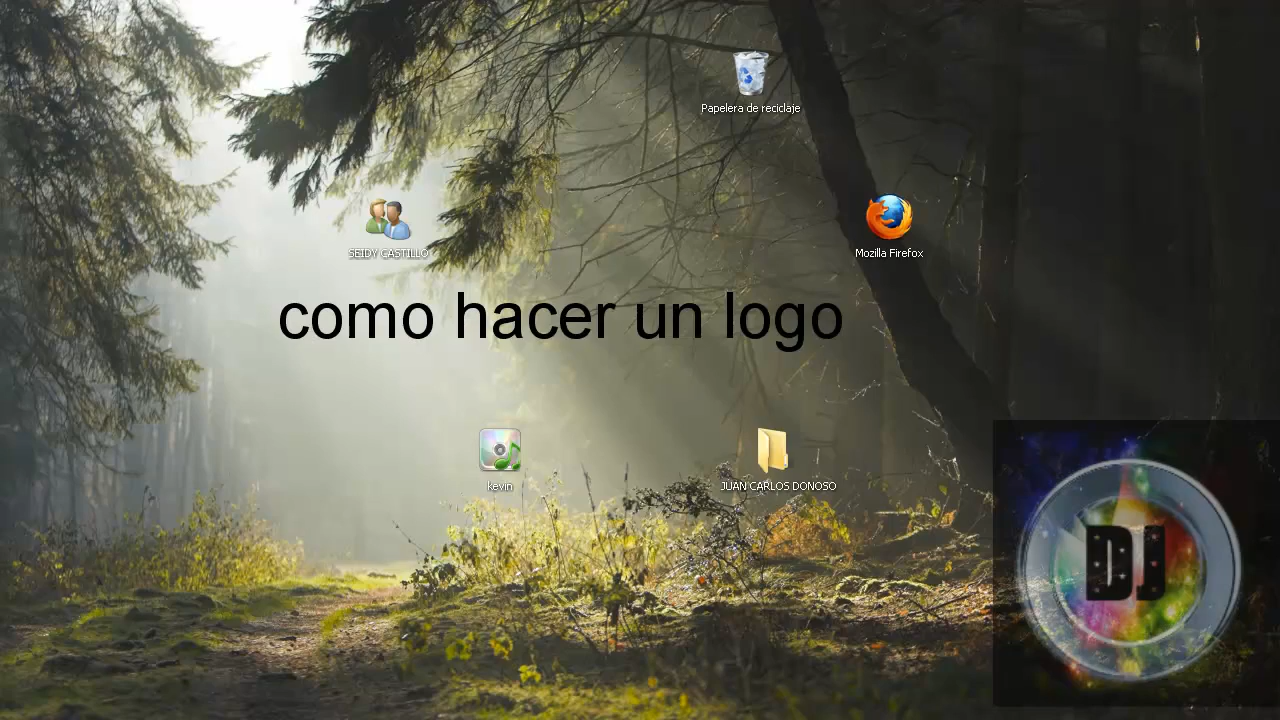 Papelera de reciclaje
SEIDY CASTILLO
Mozilla Firefox
como hacer un logo
kevin
JUAN CARLOS DONOSO
DJ